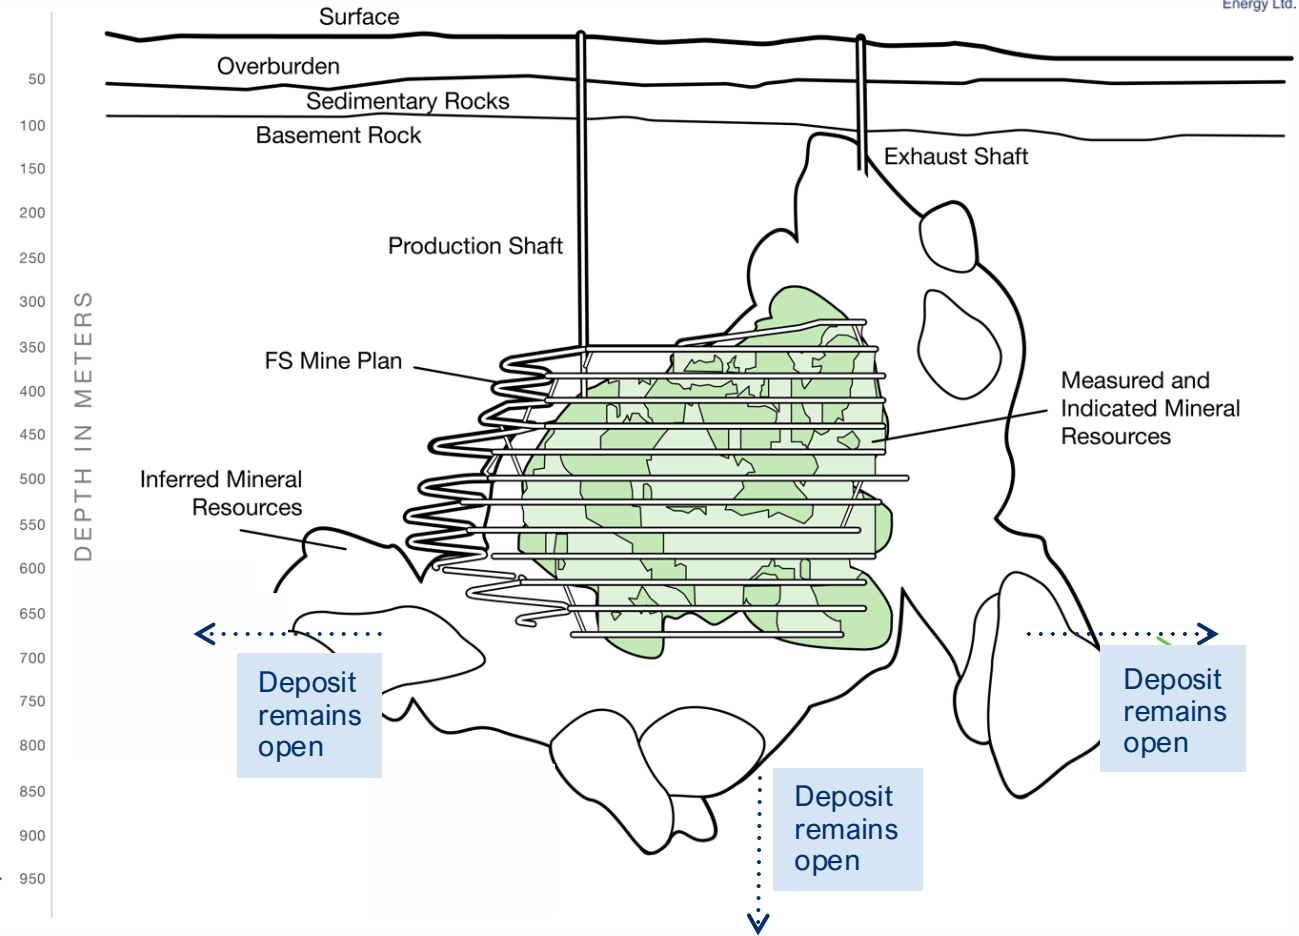 Energy Ltd.
Surface
Overburden
Sedimentary Rocks
Basement Rock
Exhaust Shaft
Production Shaft
FS Mine Plan
Measured and
Indicated Mineral
Resources
Inferred Mineral
Resources
DEPTH IN METERS
50
100
150
200
250
300
350
400
450
500
550
600
650
700
750
800
850
900
950
Deposit
remains
open
Deposit
remains
open
Deposit
remains
open